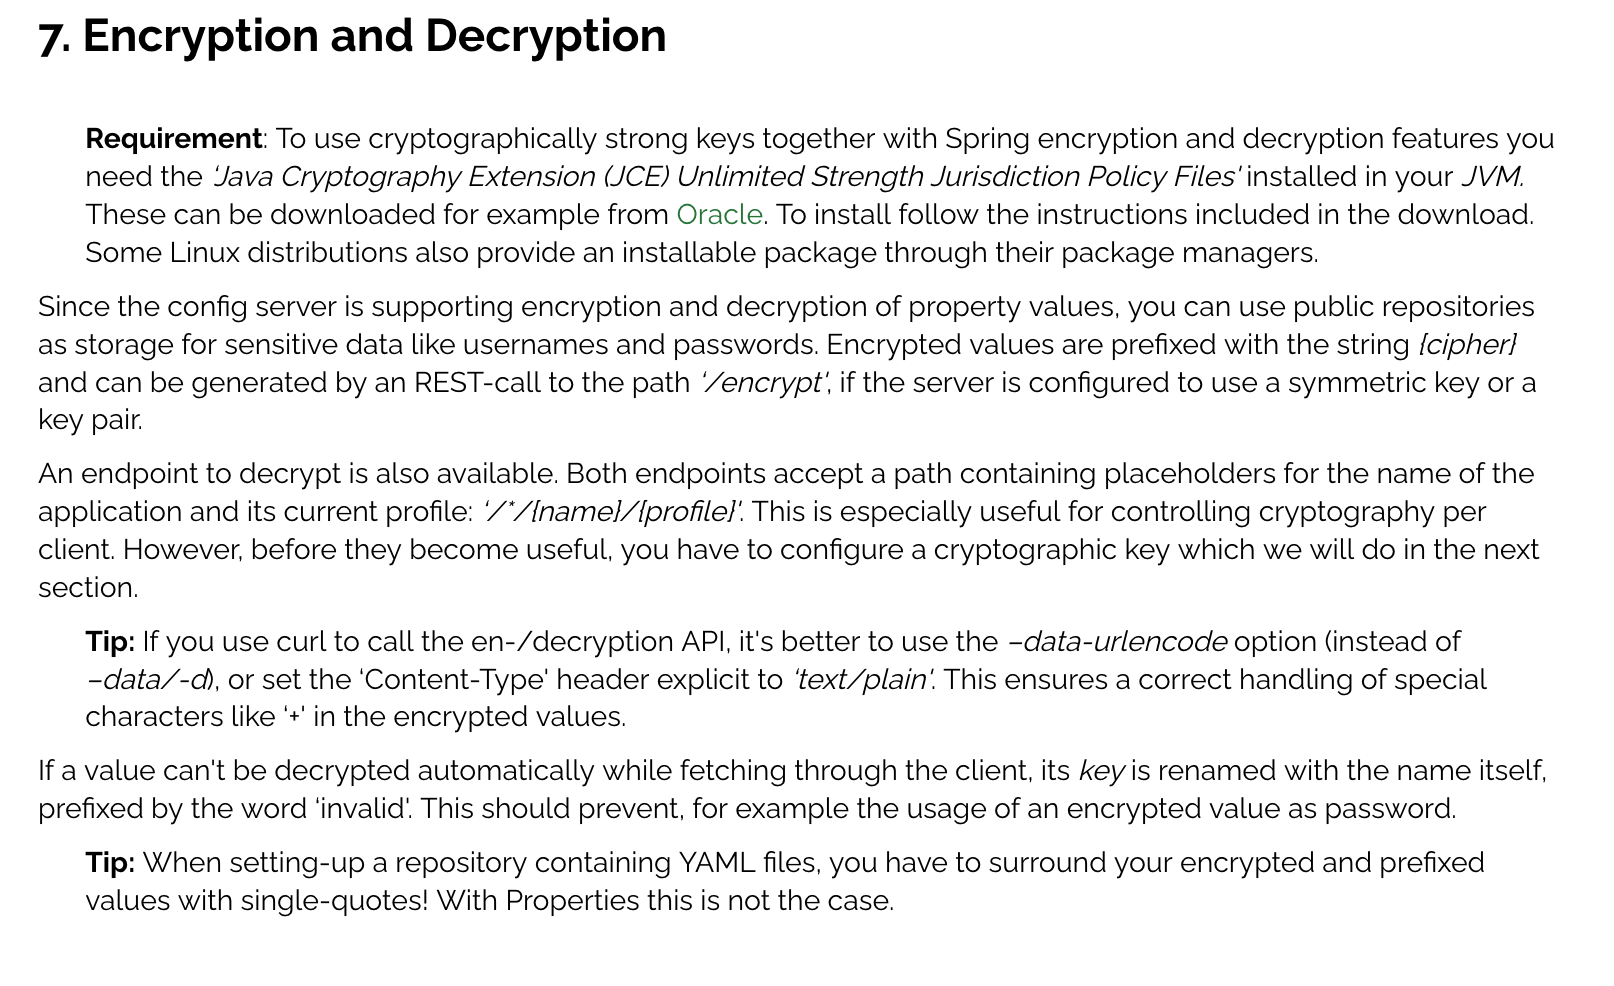 7. Encryption and Decryption
Requirement: To use cryptographically strong keys together with Spring encryption and decryption features you
need the ‘Java Cryptography Extension (JCE) Unlimited Strength Jurisdiction Policy Files' installed in your JVM.
These can be downloaded for example from Oracle. To install follow the instructions included in the download.
Some Linux distributions also provide an installable package through their package managers.
Since the config server is supporting encryption and decryption of property values, you can use public repositories
as storage for sensitive data like usernames and passwords. Encrypted values are prefixed with the string {cipher}
and can be generated by an REST-call to the path ‘/encrypt', if the server is configured to use a symmetric key or a
key pair.
An endpoint to decrypt is also available. Both endpoints accept a path containing placeholders for the name of the
application and its current profile: ‘/*/{name}/{profile}'. This is especially useful for controlling cryptography per
client. However, before they become useful, you have to configure a cryptographic key which we will do in the next
section.
Tip: If you use curl to call the en-/decryption API, it's better to use the –data-urlencode option (instead of
–data/-d), or set the ‘Content-Type' header explicit to ‘text/plain'. This ensures a correct handling of special
characters like ‘+' in the encrypted values.
If a value can't be decrypted automatically while fetching through the client, its key is renamed with the name itself,
prefixed by the word ‘invalid'. This should prevent, for example the usage of an encrypted value as password.
Tip: When setting-up a repository containing YAML files, you have to surround your encrypted and prefixed
values with single-quotes! With Properties this is not the case.